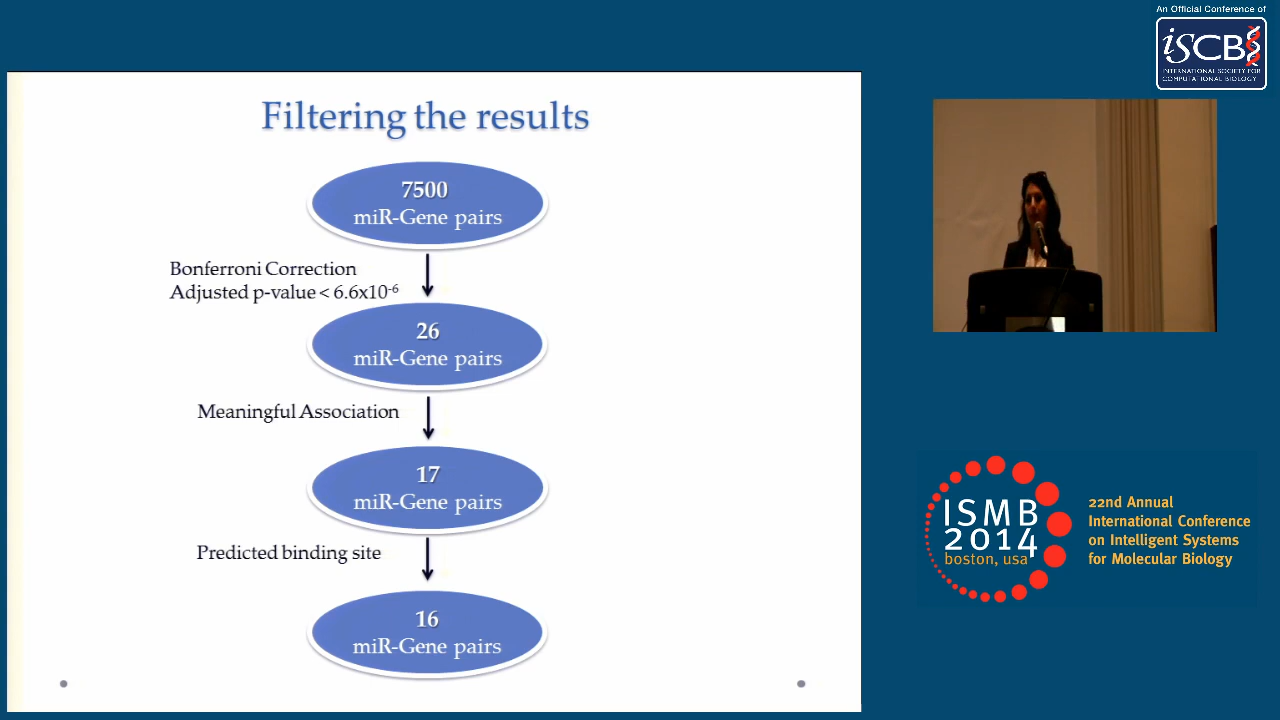 An Official Conference of
iSCB
INTERNATIONAL SOCIETY FOR
COMPUTATIONAL BIOLOGY
Filtering the results
7500
miR-Gene pairs
Bonferroni Correction
Adjusted p-value < 6.6x10⁻⁶
26
miR-Gene pairs
Meaningful Association
17
miR-Gene pairs
Predicted binding site
16
miR-Gene pairs
ISMB
2014
boston, usa
22nd Annual
International Conference
on Intelligent Systems
for Molecular Biology